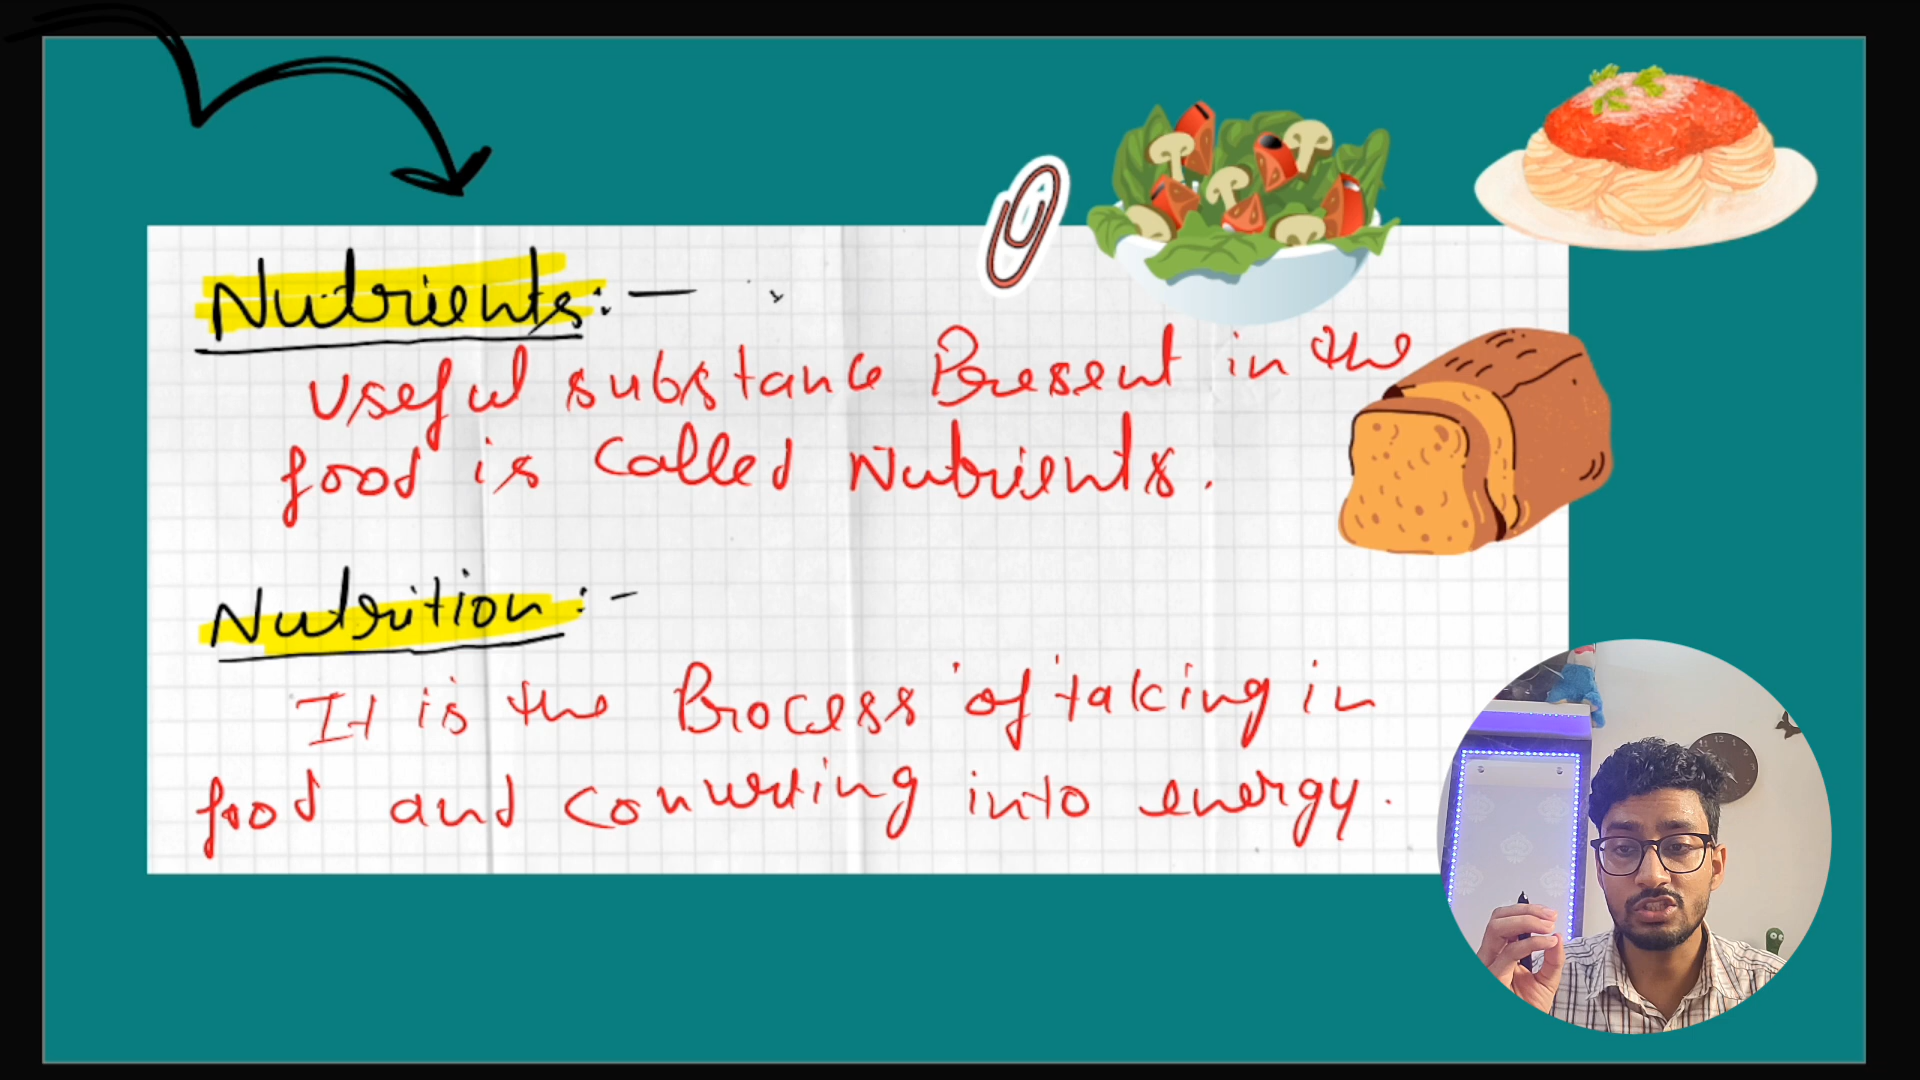 Nutrients:-
Useful substance Present in the
food is called Nutrients.
Nutrition:-
It is the Process of taking in
food and converting into energy.